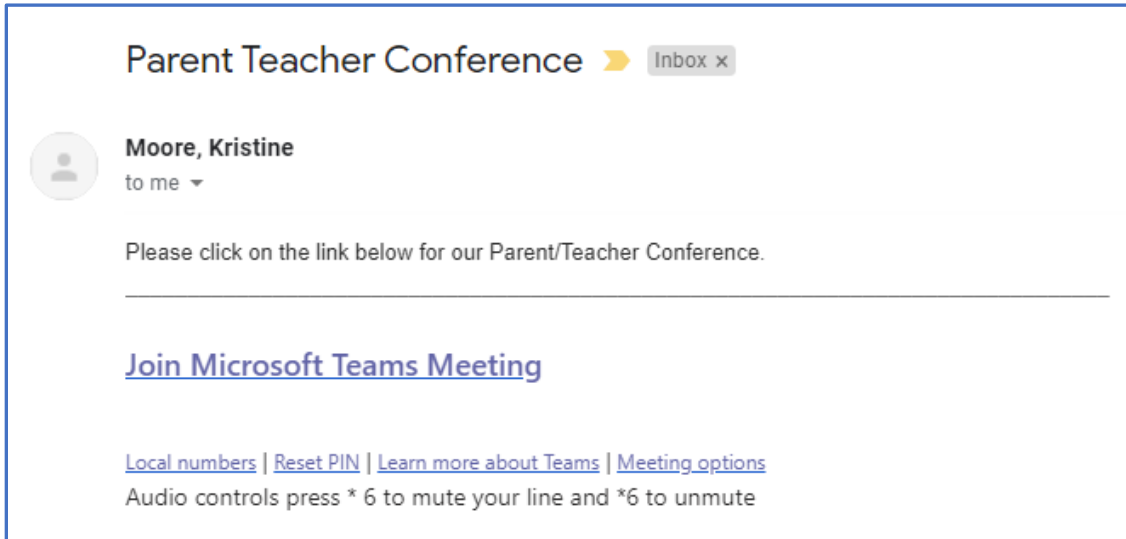 Parent Teacher Conference Inbox x
Moore, Kristine
to me
Please click on the link below for our Parent/Teacher Conference.
Join Microsoft Teams Meeting
Local numbers | Reset PIN | Learn more about Teams | Meeting options
Audio controls press * 6 to mute your line and *6 to unmute